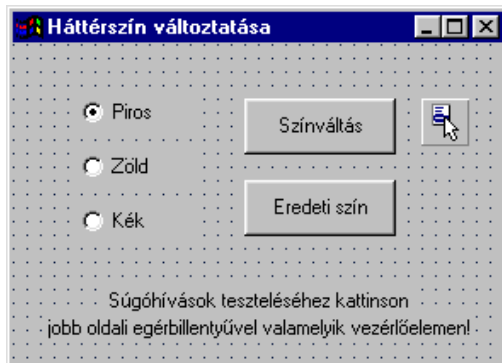 Háttérszín változtatása
Piros
Színváltás
Zöld
Eredeti szín
Kék
Súgóhívások teszteléséhez kattinson
jobb oldali egérbillentyűvel valamelyik vezérlőelemen!